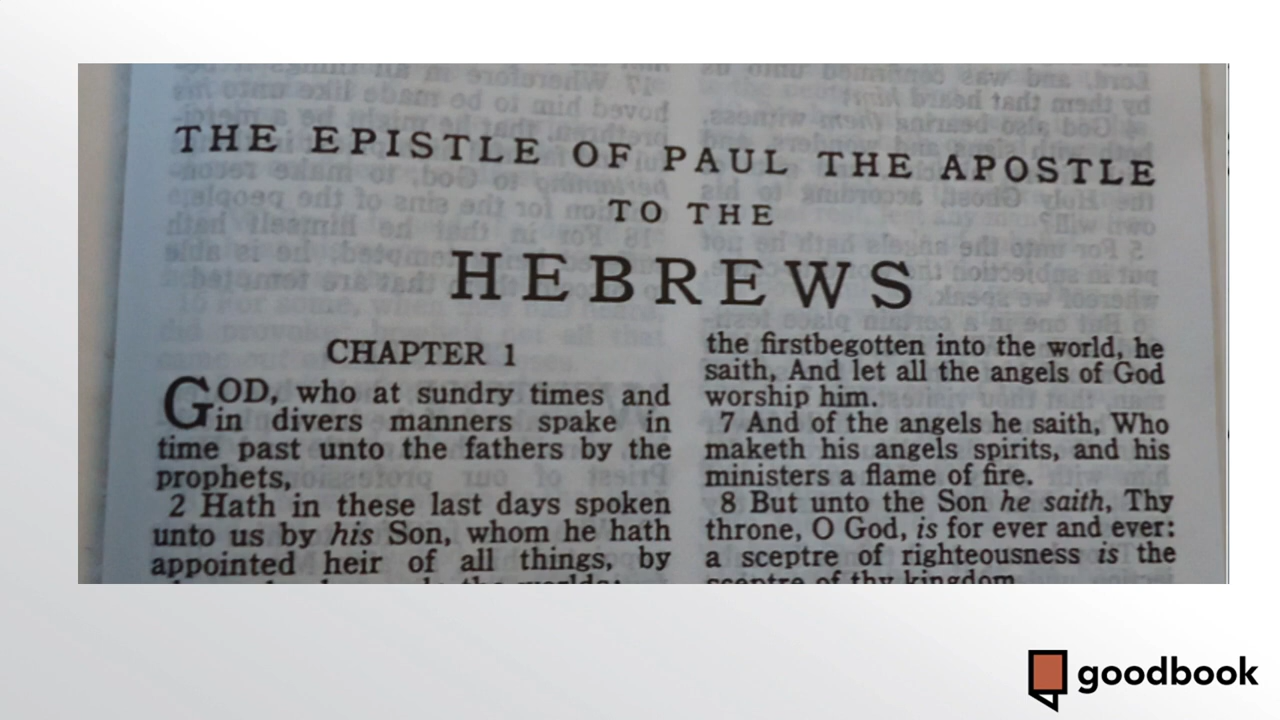 THE EPISTLE OF PAUL THE APOSTLE
TO THE
HEBREWS
CHAPTER 1
GOD, who at sundry times and
in divers manners spake in
time past unto the fathers by the
prophets,
2 Hath in these last days spoken
unto us by his Son, whom he hath
appointed heir of all things, by
the firstbegotten into the world, he
saith, And let all the angels of God
worship him.
7 And of the angels he saith, Who
maketh his angels spirits, and his
ministers a flame of fire.
8 But unto the Son he saith, Thy
throne, O God, is for ever and ever:
a sceptre of righteousness is the
sceptre of thy kingdom.
goodbook